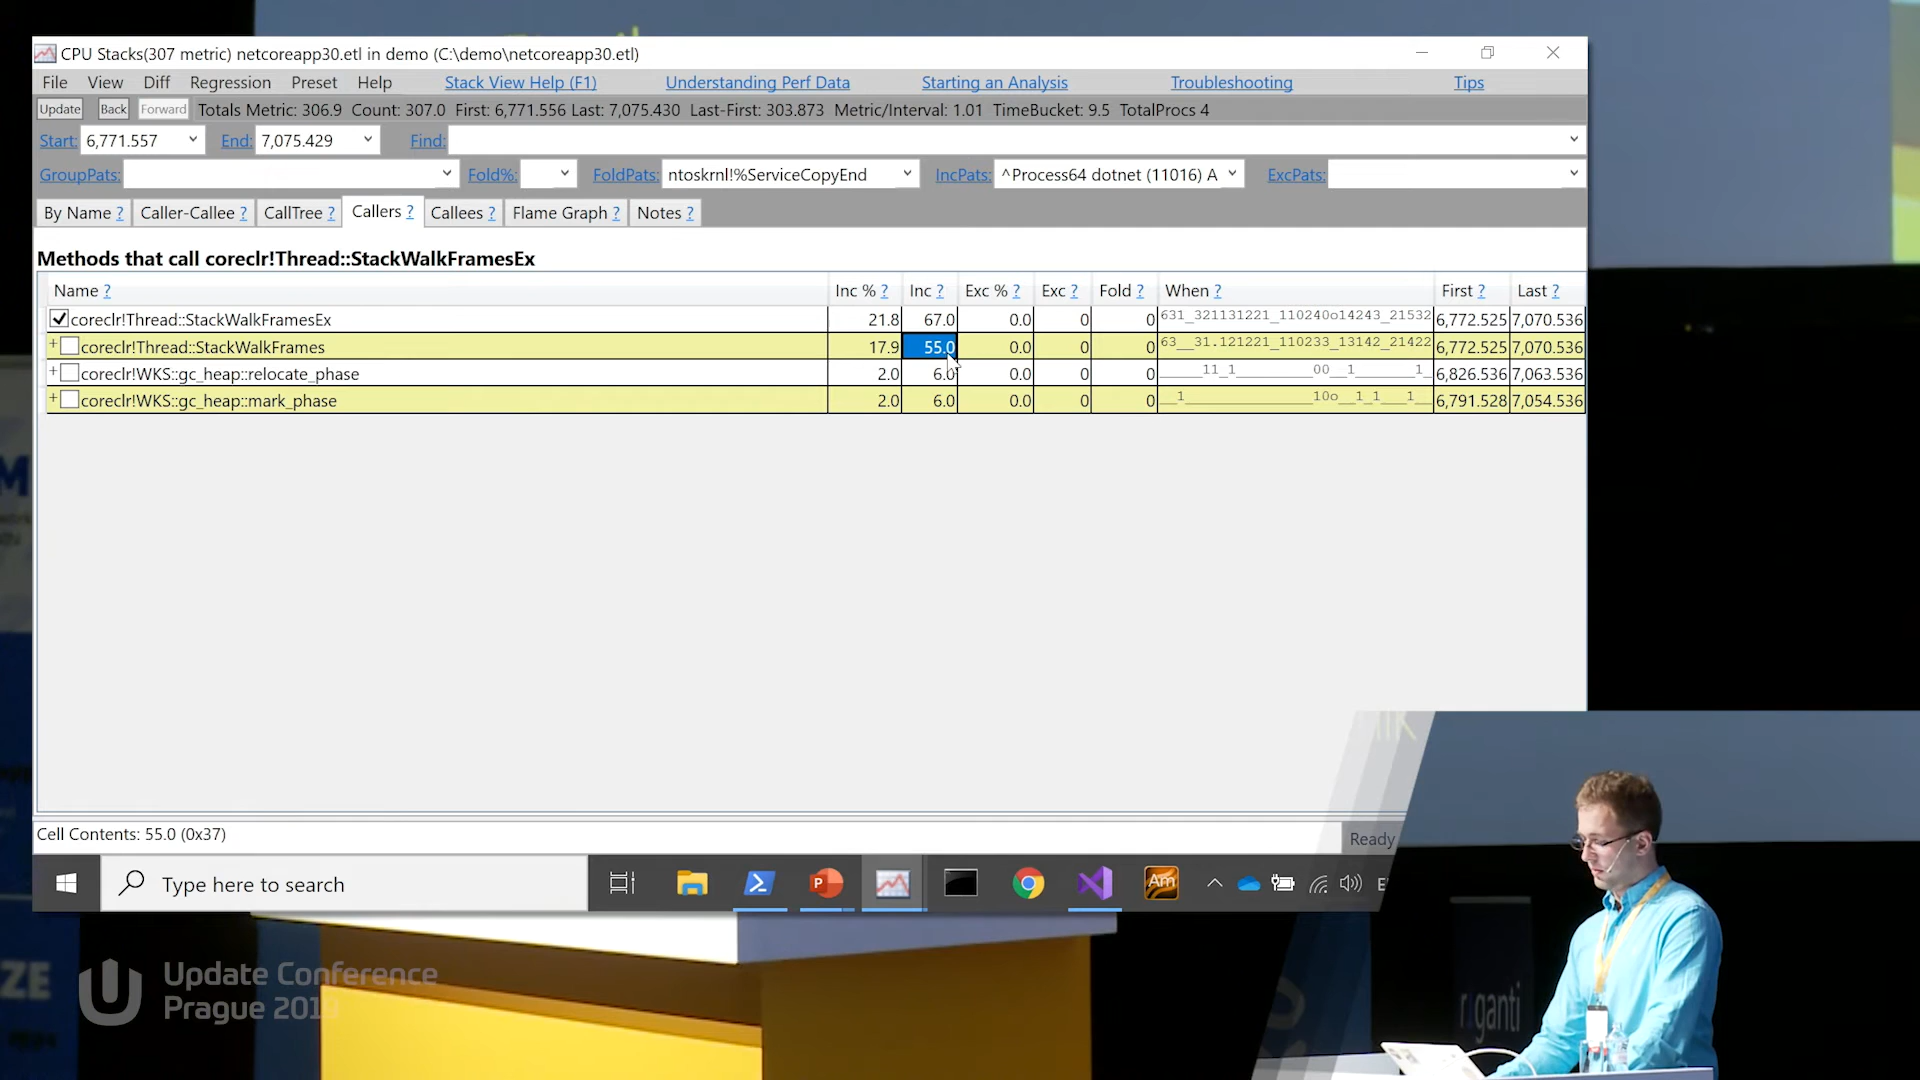 CPU Stacks(307 metric) netcoreapp30.etl in demo (C:\demo\netcoreapp30.etl)
File View Diff Regression Preset Help Stack View Help (F1) Understanding Perf Data Starting an Analysis Troubleshooting Tips
Update Back Forward Totals Metric: 306.9 Count: 307.0 First: 6,771.556 Last: 7,075.430 Last-First: 303.873 Metric/Interval: 1.01 TimeBucket: 9.5 TotalProcs 4
Start: 6,771.557 End: 7,075.429 Find:
GroupPats: Fold%: FoldPats: ntoskrnl!%ServiceCopyEnd IncPats: ^Process64 dotnet (11016) A ExcPats:
By Name ? Caller-Callee ? CallTree ? Callers ? Callees ? Flame Graph ? Notes ?
Methods that call coreclr!Thread::StackWalkFramesEx
Name ? Inc % ? Inc ? Exc % ? Exc ? Fold ? When ? First ? Last ?
coreclr!Thread::StackWalkFramesEx 21.8 67.0 0.0 0 0 631_321131221_110240o14243_21532 6,772.525 7,070.536
+ coreclr!Thread::StackWalkFrames 17.9 55.0 0.0 0 0 63__31.121221_110233_13142_21422 6,772.525 7,070.536
+ coreclr!WKS::gc_heap::relocate_phase 2.0 6.0 0.0 0 0 _____11_1_________00__1_______1_ 6,826.536 7,063.536
+ coreclr!WKS::gc_heap::mark_phase 2.0 6.0 0.0 0 0 __1_______________10o__1_1___1__ 6,791.528 7,054.536
Cell Contents: 55.0 (0x37)
Ready
Type here to search
Am
Update Conference
Prague 2019
ZE